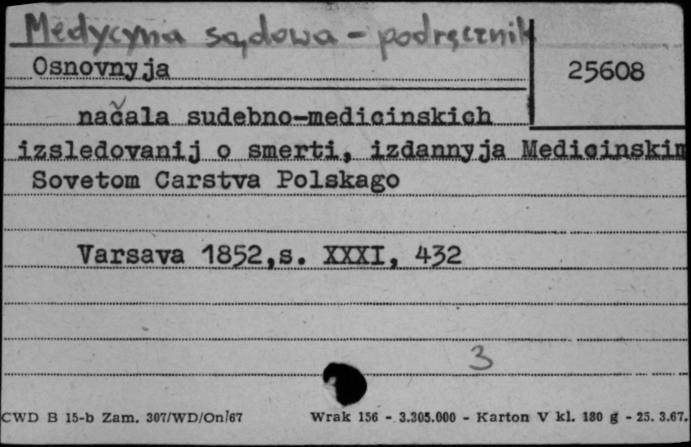 Medycyna sądowa - podręcznik
Osnovnyja
25608
načala sudebno-medicinskich
izsledovanij o smerti, izdannyja Medicinskim
Sovetom Carstva Polskago
Varsava 1852,s. XXXI, 432
3
CWD B 15-b Zam. 307/WD/On/67 Wrak 156 - 3.305.000 - Karton V kl. 180 g - 25. 3.67.